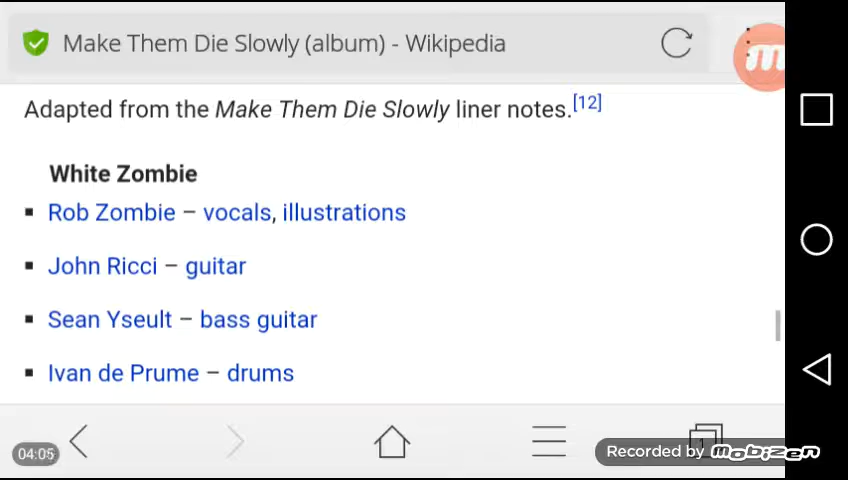 Make Them Die Slowly (album) - Wikipedia
Adapted from the Make Them Die Slowly liner notes.[12]
White Zombie
▪ Rob Zombie – vocals, illustrations
▪ John Ricci – guitar
▪ Sean Yseult – bass guitar
▪ Ivan de Prume – drums
04:05
1
Recorded by Mobizen